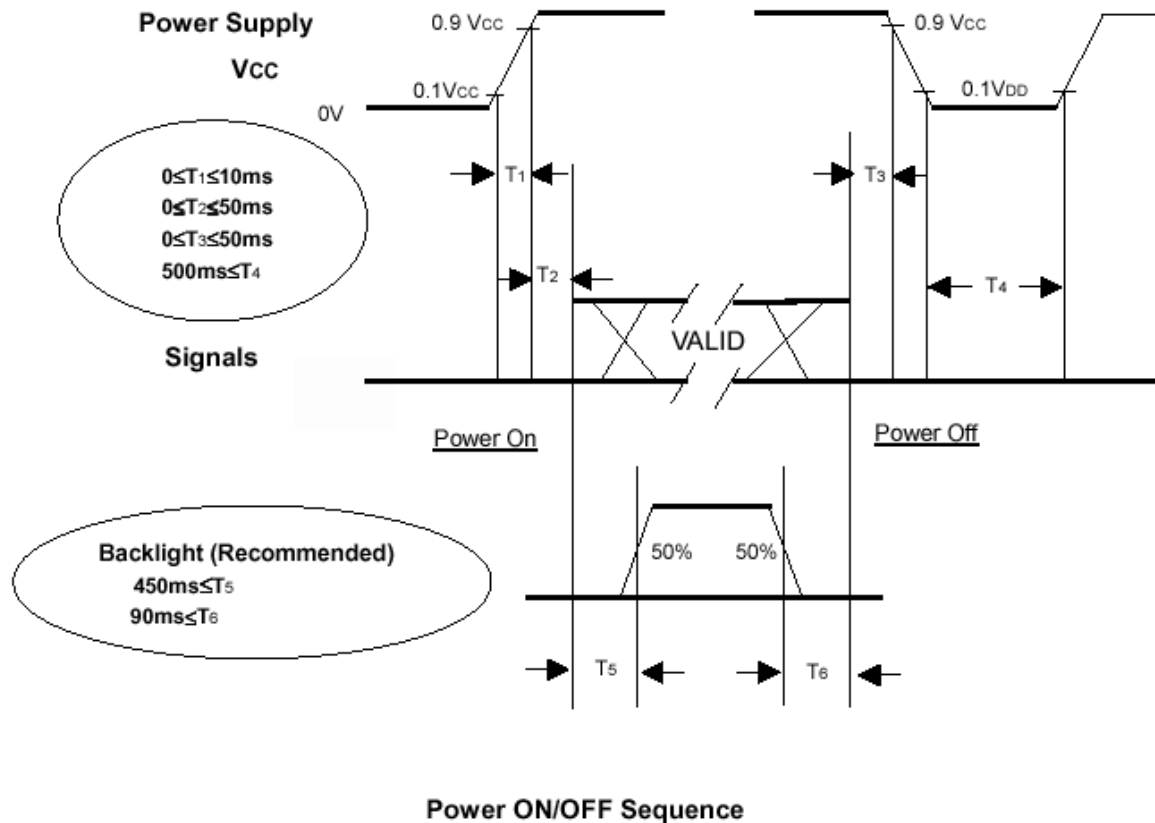 Power Supply
VCC
0.9 VCC
0.9 VCC
0.1VCC
0.1VDD
0V
0≤T1≤10ms
0≤T2≤50ms
0≤T3≤50ms
500ms≤T4
T1
T3
T2
T4
Signals
VALID
Power On
Power Off
Backlight (Recommended)
450ms≤T5
90ms≤T6
50%
50%
T5
T6
Power ON/OFF Sequence